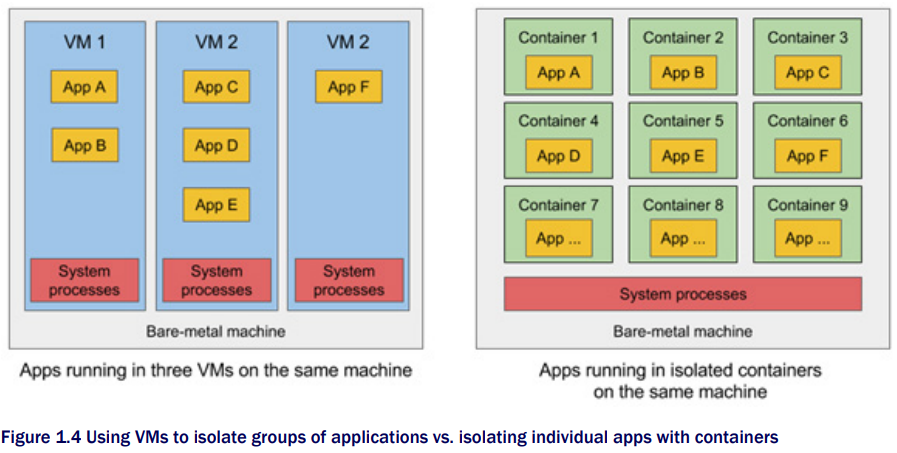 VM 1
App A
App B
System
processes
VM 2
App C
App D
App E
System
processes
VM 2
App F
System
processes
Bare-metal machine
Apps running in three VMs on the same machine
Container 1
App A
Container 2
App B
Container 3
App C
Container 4
App D
Container 5
App E
Container 6
App F
Container 7
App ...
Container 8
App ...
Container 9
App ...
System processes
Bare-metal machine
Apps running in isolated containers
on the same machine
Figure 1.4 Using VMs to isolate groups of applications vs. isolating individual apps with containers